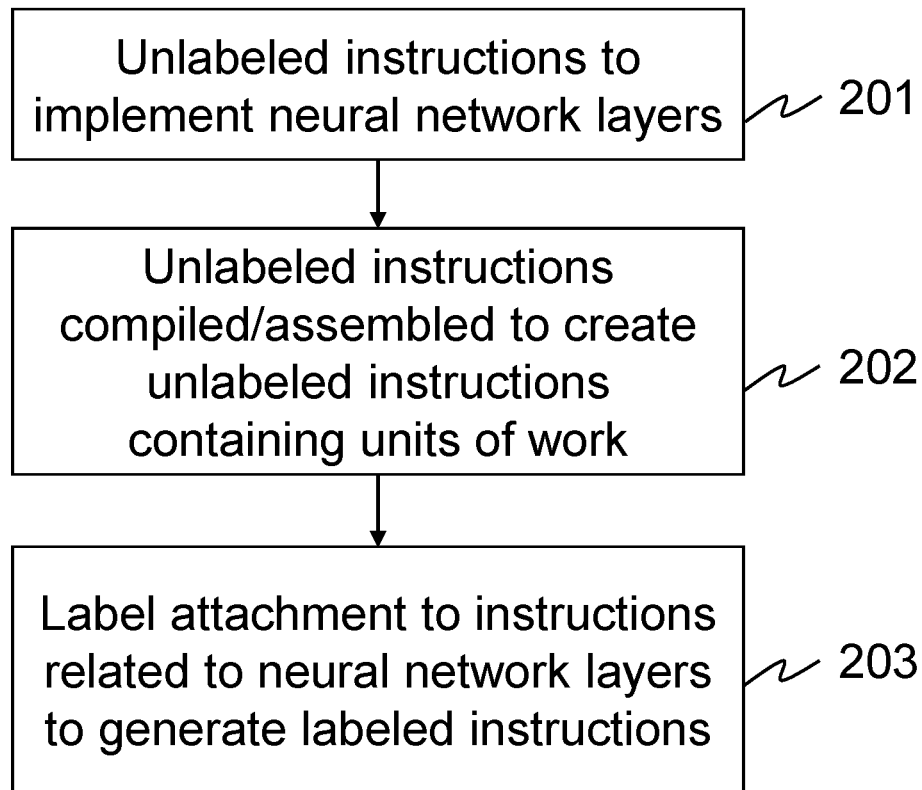 Unlabeled instructions to
implement neural network layers
201
Unlabeled instructions
compiled/assembled to create
unlabeled instructions
containing units of work
202
Label attachment to instructions
related to neural network layers
to generate labeled instructions
203